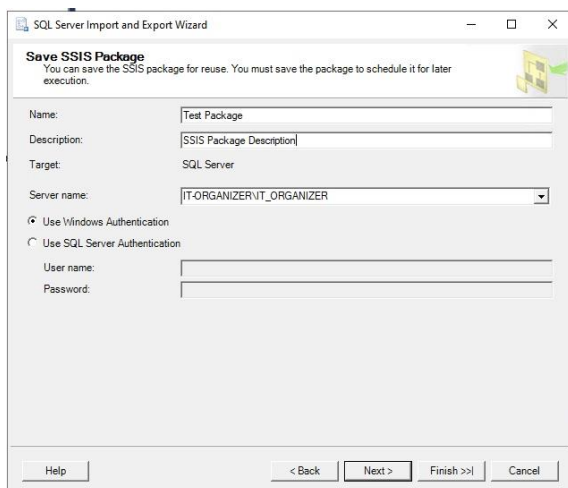 SQL Server Import and Export Wizard
Save SSIS Package
You can save the SSIS package for reuse. You must save the package to schedule it for later
execution.
Name: Test Package
Description: SSIS Package Description
Target: SQL Server
Server name: IT-ORGANIZER\IT_ORGANIZER
Use Windows Authentication
Use SQL Server Authentication
User name:
Password:
Help < Back Next > Finish >>| Cancel